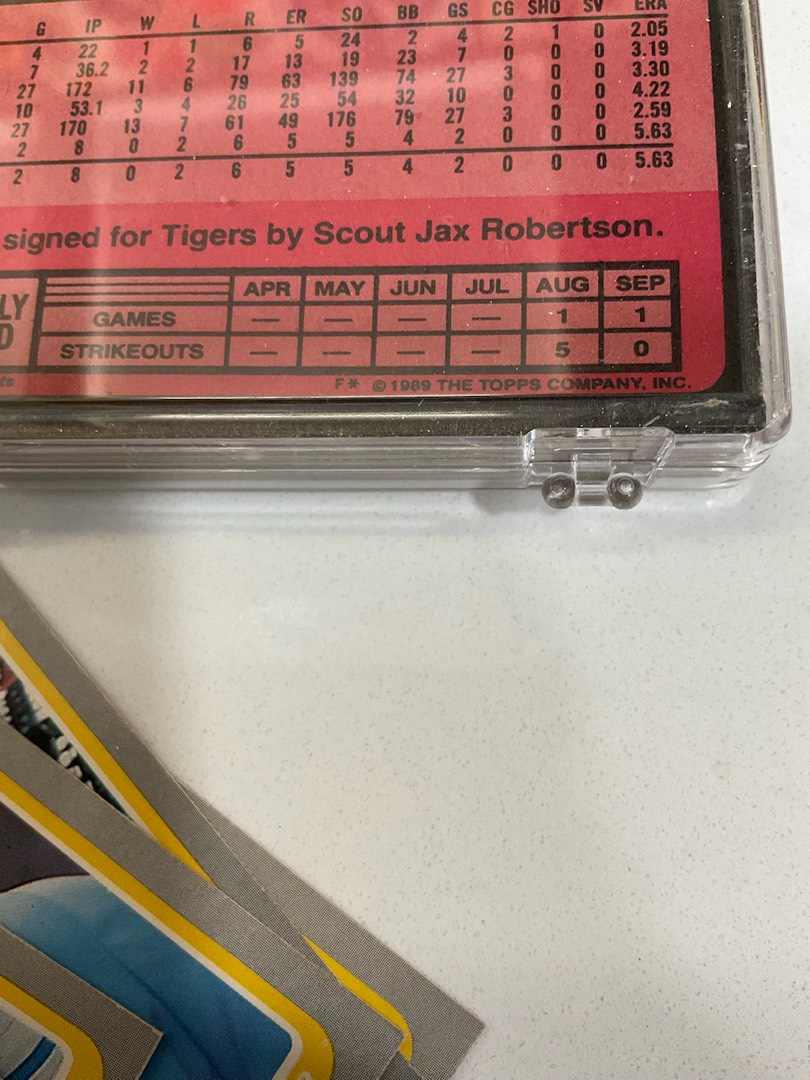 G IP W L R ER SO BB GS CG SHO SV ERA
4 22 1 1 6 5 24 2 4 2 1 0 2.05
7 36.2 2 2 17 13 19 23 7 0 0 0 3.19
27 172 11 6 79 63 139 74 27 3 0 0 3.30
10 53.1 3 4 26 25 54 32 10 0 0 0 4.22
27 170 13 7 61 49 176 79 27 3 0 0 2.59
2 8 0 2 6 5 5 4 2 0 0 0 5.63
2 8 0 2 6 5 5 4 2 0 0 0 5.63
signed for Tigers by Scout Jax Robertson.
LY APR MAY JUN JUL AUG SEP
GAMES — — — — 1 1
STRIKEOUTS — — — — 5 0
F* © 1989 THE TOPPS COMPANY, INC.